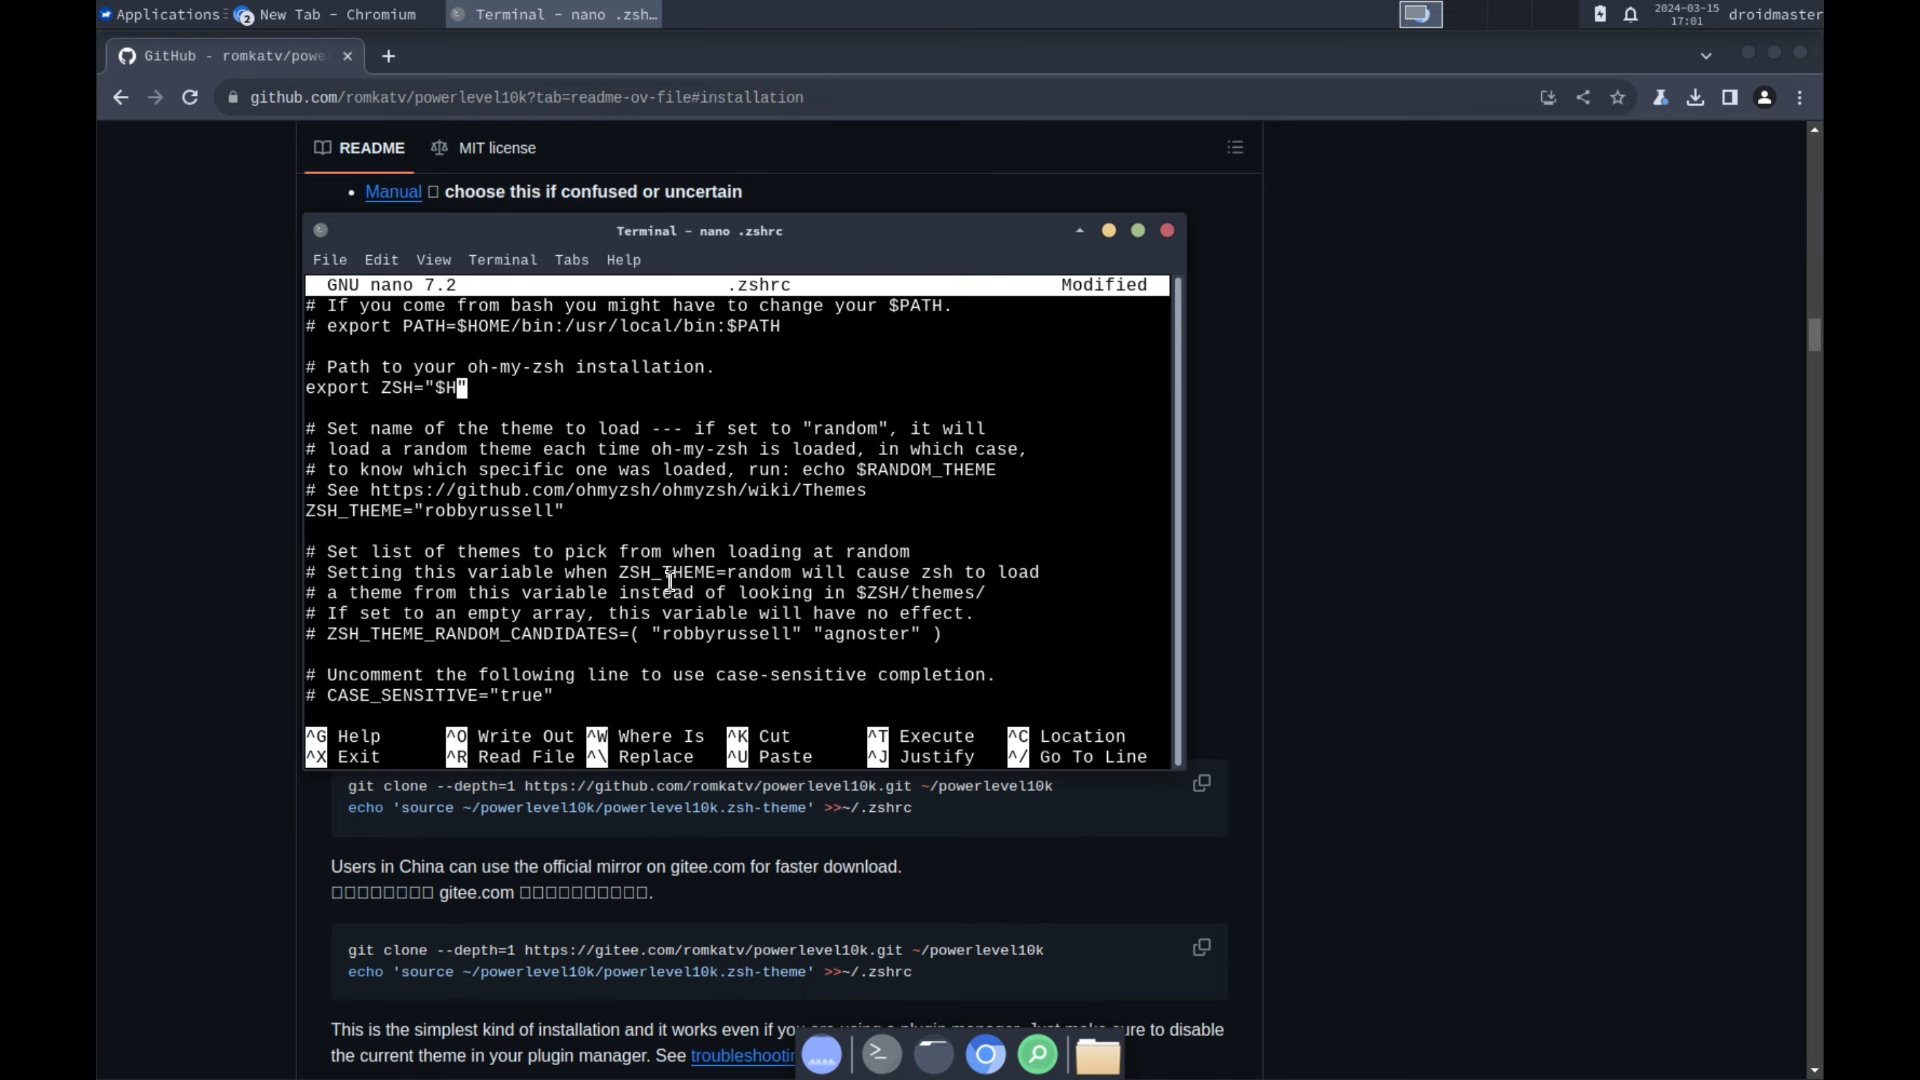 Applications
2
New Tab - Chromium
Terminal - nano .zsh…
2024-03-15
17:01
droidmaster
GitHub - romkatv/powe
github.com/romkatv/powerlevel10k?tab=readme-ov-file#installation
README
MIT license
• Manual □ choose this if confused or uncertain
Terminal - nano .zshrc
File Edit View Terminal Tabs Help
GNU nano 7.2 .zshrc Modified
# If you come from bash you might have to change your $PATH.
# export PATH=$HOME/bin:/usr/local/bin:$PATH
# Path to your oh-my-zsh installation.
export ZSH="$H"
# Set name of the theme to load --- if set to "random", it will
# load a random theme each time oh-my-zsh is loaded, in which case,
# to know which specific one was loaded, run: echo $RANDOM_THEME
# See https://github.com/ohmyzsh/ohmyzsh/wiki/Themes
ZSH_THEME="robbyrussell"
# Set list of themes to pick from when loading at random
# Setting this variable when ZSH_THEME=random will cause zsh to load
# a theme from this variable instead of looking in $ZSH/themes/
# If set to an empty array, this variable will have no effect.
# ZSH_THEME_RANDOM_CANDIDATES=( "robbyrussell" "agnoster" )
# Uncomment the following line to use case-sensitive completion.
# CASE_SENSITIVE="true"
^G Help ^O Write Out ^W Where Is ^K Cut ^T Execute ^C Location
^X Exit ^R Read File ^\ Replace ^U Paste ^J Justify ^/ Go To Line
git clone --depth=1 https://github.com/romkatv/powerlevel10k.git ~/powerlevel10k
echo 'source ~/powerlevel10k/powerlevel10k.zsh-theme' >>~/.zshrc
Users in China can use the official mirror on gitee.com for faster download.
□□□□□□□□ gitee.com □□□□□□□□□□.
git clone --depth=1 https://gitee.com/romkatv/powerlevel10k.git ~/powerlevel10k
echo 'source ~/powerlevel10k/powerlevel10k.zsh-theme' >>~/.zshrc
This is the simplest kind of installation and it works even if you sure to disable
the current theme in your plugin manager. See troubleshooti